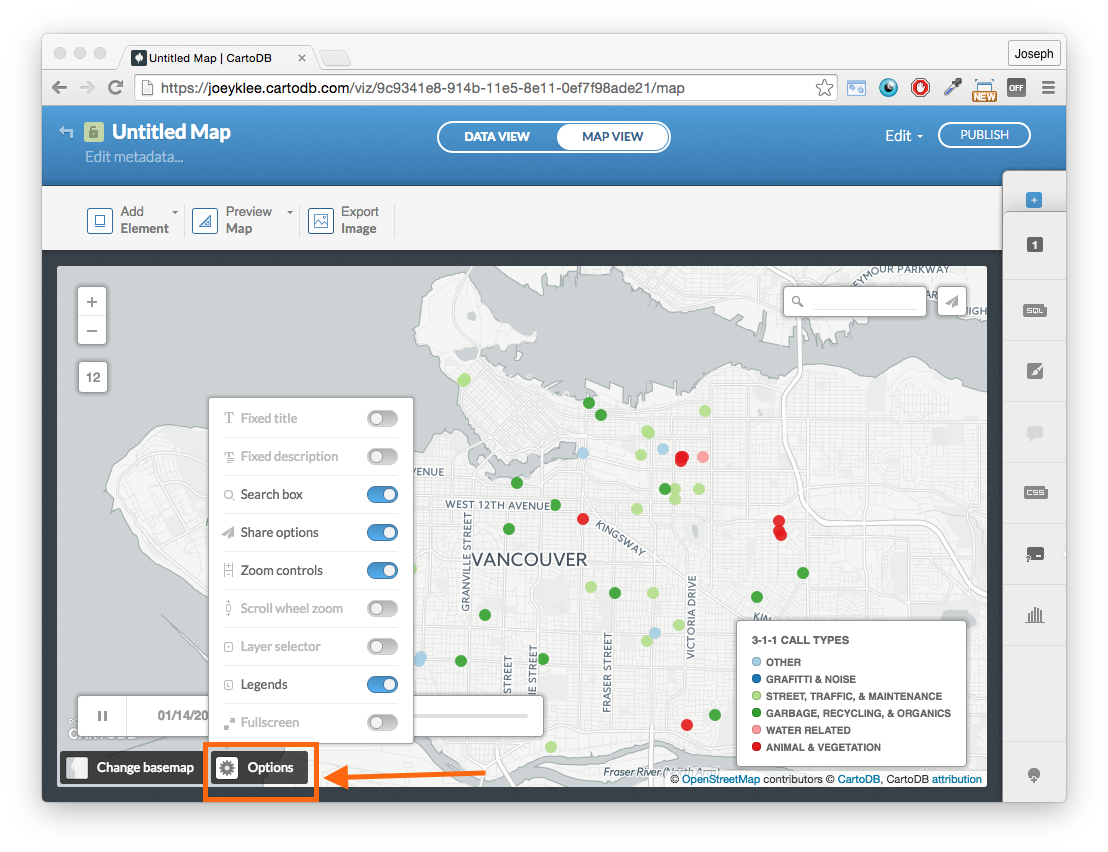 Untitled Map | CartoDB
Joseph
https://joeyklee.cartodb.com/viz/9c9341e8-914b-11e5-8e11-0ef7f98ade21/map
NEW
OFF
Untitled Map
Edit metadata...
DATA VIEW
MAP VIEW
Edit
PUBLISH
Add Element
Preview Map
Export Image
1
SQL
CSS
+
−
12
EYMOUR PARKWAY
Fixed title
Fixed description
Search box
Share options
Zoom controls
Scroll wheel zoom
Layer selector
Legends
Fullscreen
VENUE
WEST 12TH AVENUE
KINGSWAY
GRANVILLE STREET
VANCOUVER
VICTORIA DRIVE
FRASER STREET
STREET
E STREET
KIN
3-1-1 CALL TYPES
OTHER
GRAFITTI & NOISE
STREET, TRAFFIC, & MAINTENANCE
GARBAGE, RECYCLING, & ORGANICS
WATER RELATED
ANIMAL & VEGETATION
01/14/20
CARTODB
Change basemap
Options
Fraser River (North Arm)
© OpenStreetMap contributors © CartoDB, CartoDB attribution